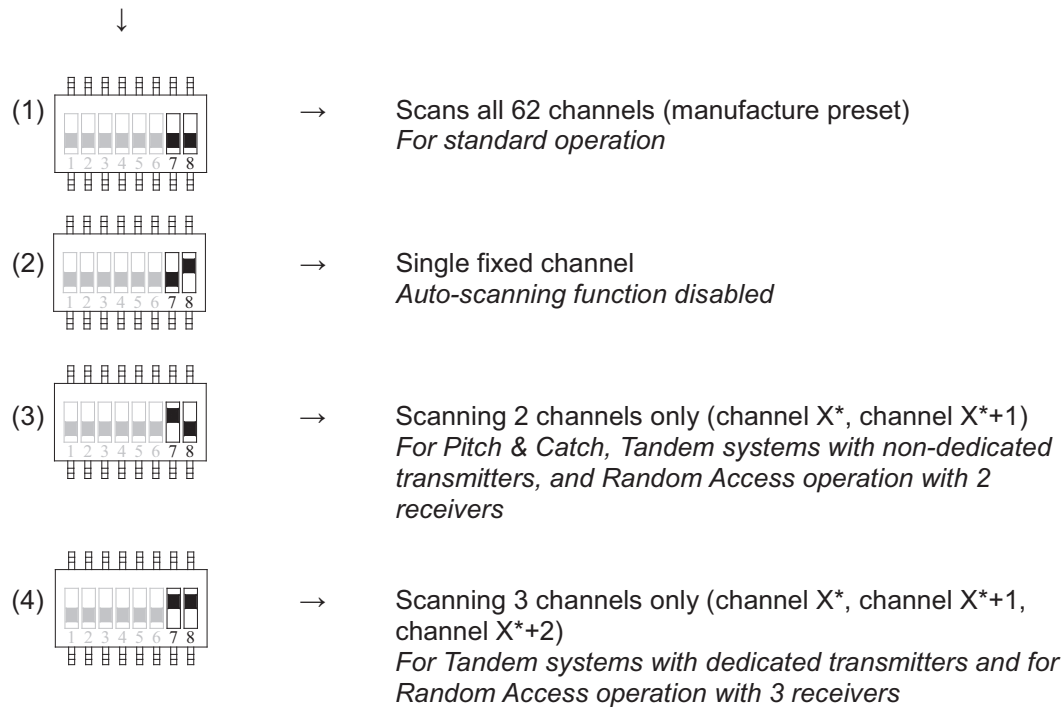 ↓
(1) → Scans all 62 channels (manufacture preset)
1 2 3 4 5 6 7 8
For standard operation
(2) → Single fixed channel
1 2 3 4 5 6 7 8
Auto-scanning function disabled
(3) → Scanning 2 channels only (channel X*, channel X*+1)
1 2 3 4 5 6 7 8
For Pitch & Catch, Tandem systems with non-dedicated
transmitters, and Random Access operation with 2
receivers
(4) → Scanning 3 channels only (channel X*, channel X*+1,
1 2 3 4 5 6 7 8
channel X*+2)
For Tandem systems with dedicated transmitters and for
Random Access operation with 3 receivers